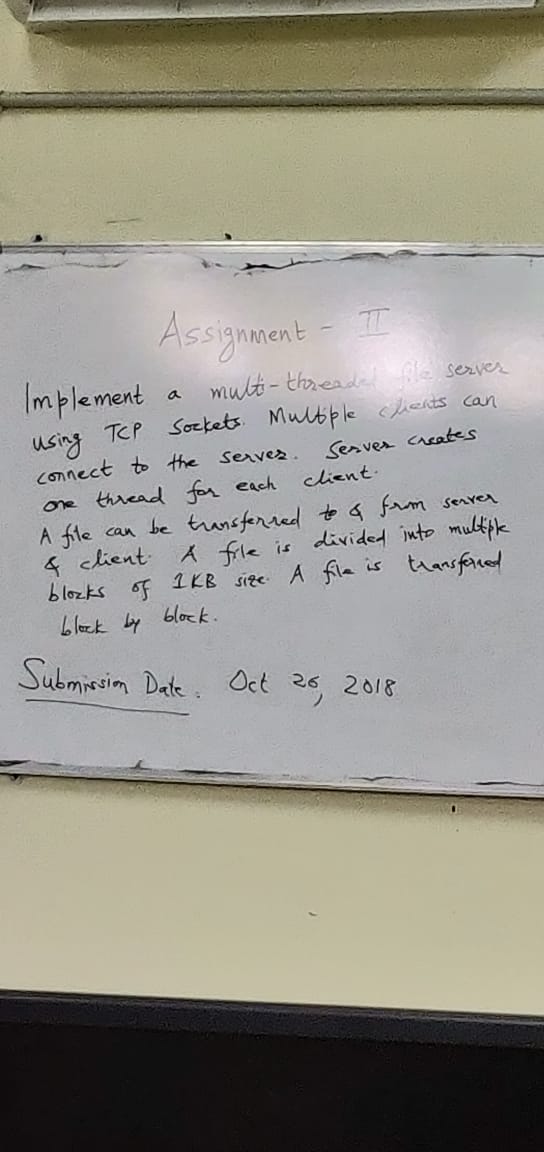 Assignment - II
Implement a multi-threaded file server
using TCP Sockets. Multiple clients can
connect to the server. Server creates
one thread for each client.
A file can be transferred to & from server
& client. A file is divided into multiple
blocks of 1KB size. A file is transferred
block by block.
Submission Date. Oct 26, 2018